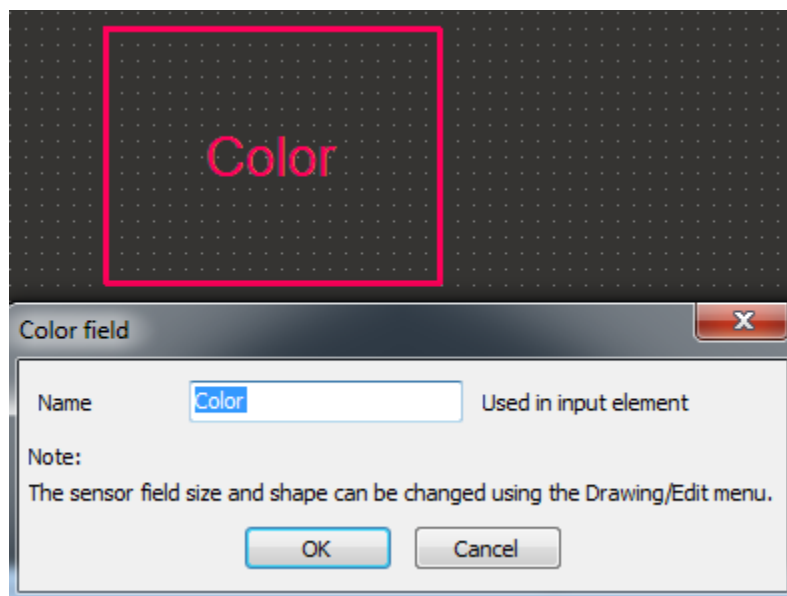 Color
Color field
Name Color Used in input element
Note:
The sensor field size and shape can be changed using the Drawing/Edit menu.
OK Cancel